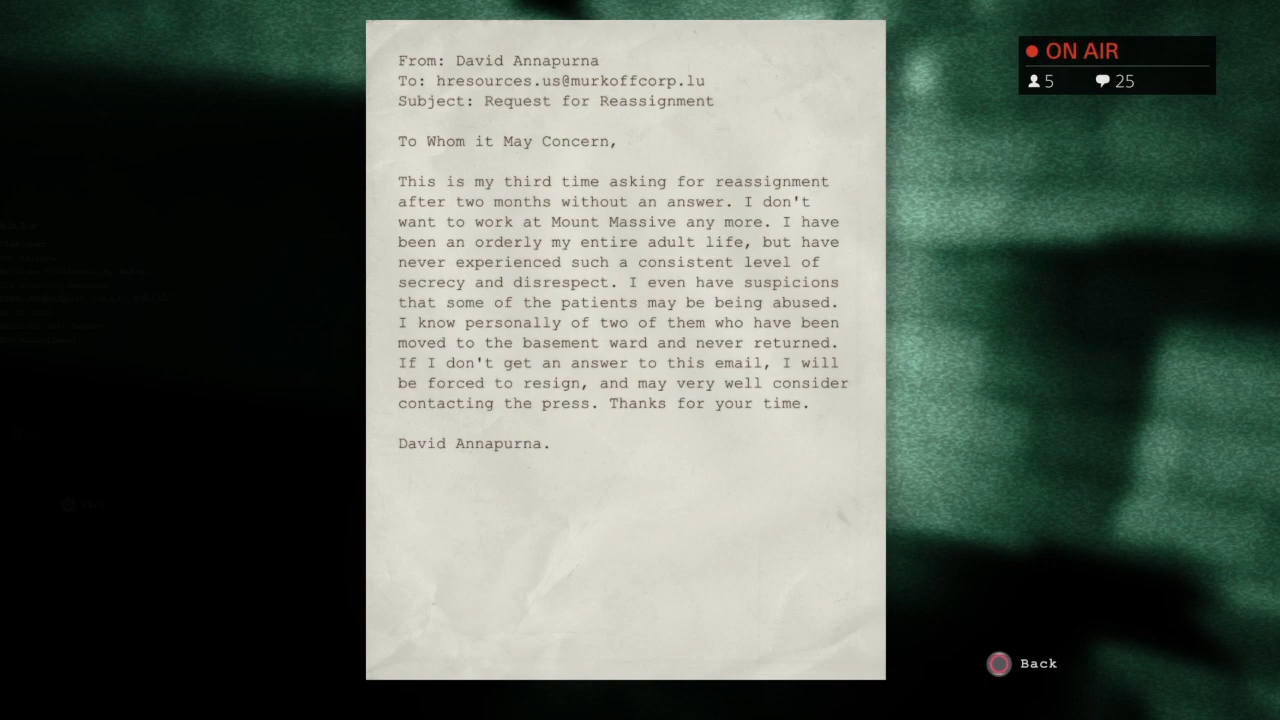 From: David Annapurna
To: hresources.us@murkoffcorp.lu
Subject: Request for Reassignment
To Whom it May Concern,
This is my third time asking for reassignment
after two months without an answer. I don't
want to work at Mount Massive any more. I have
been an orderly my entire adult life, but have
never experienced such a consistent level of
secrecy and disrespect. I even have suspicions
that some of the patients may be being abused.
I know personally of two of them who have been
moved to the basement ward and never returned.
If I don't get an answer to this email, I will
be forced to resign, and may very well consider
contacting the press. Thanks for your time.
David Annapurna.
ON AIR
5 25
Back